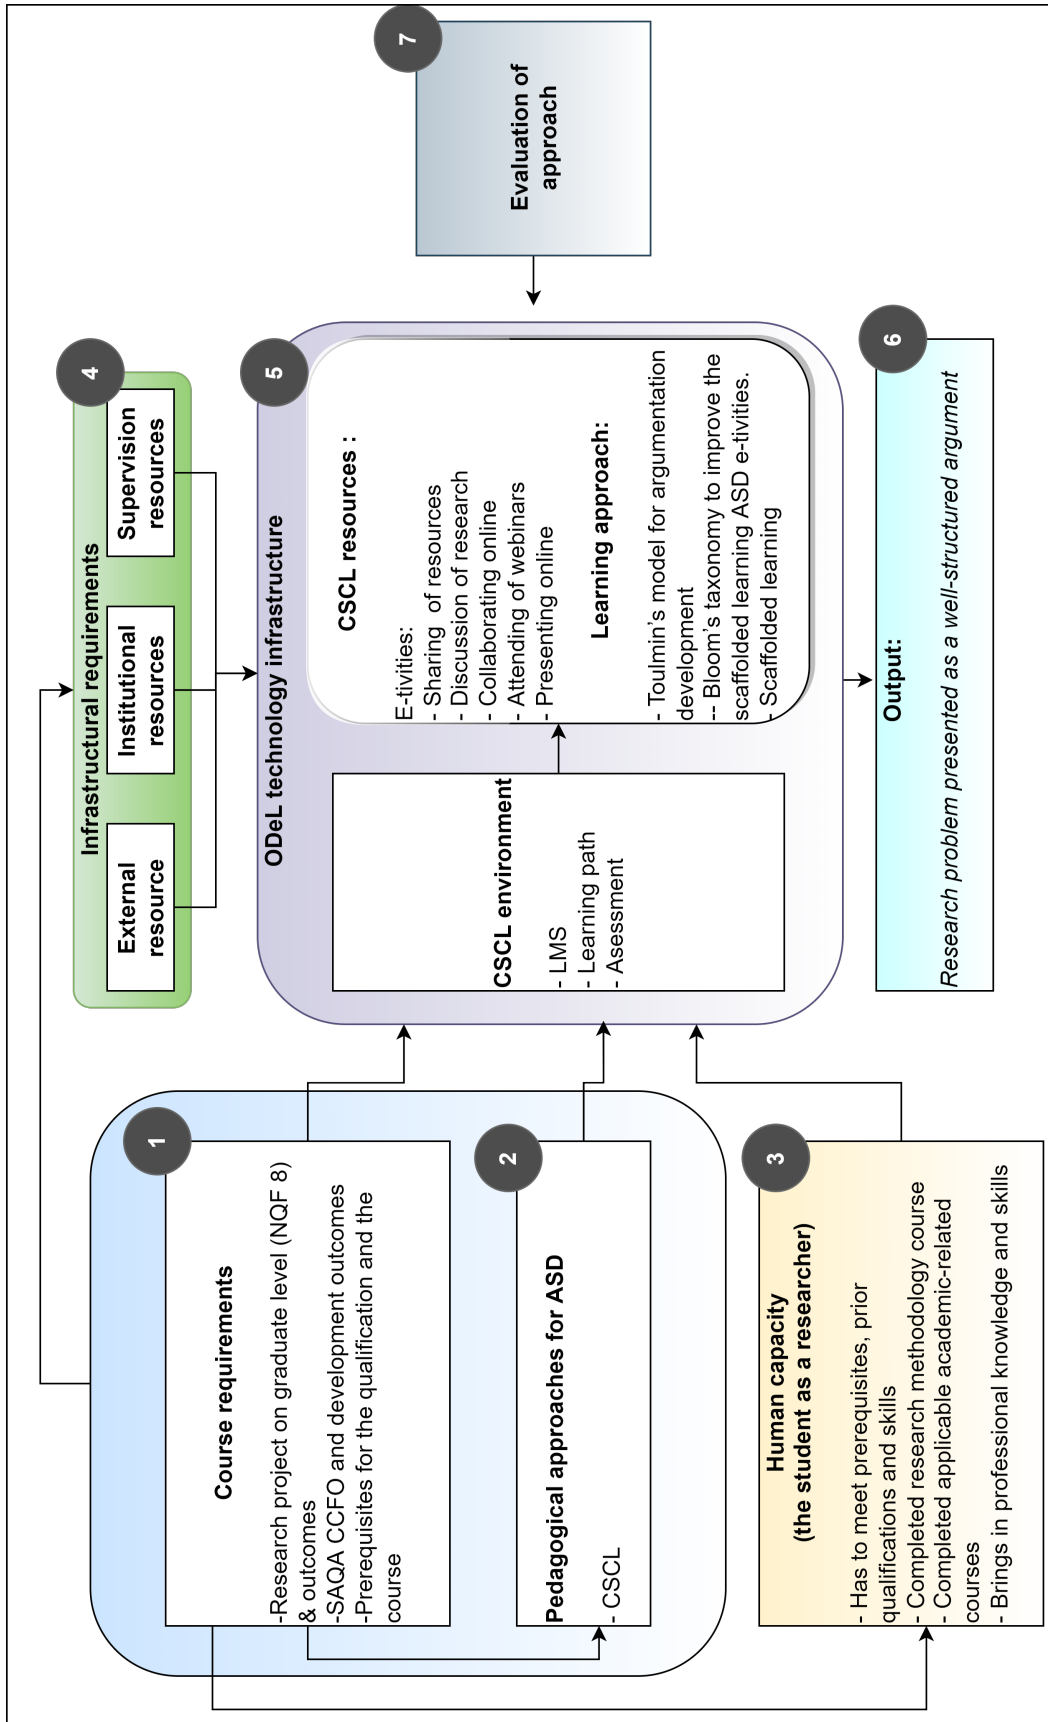 1
Course requirements
-Research project on graduate level (NQF 8)
& outcomes
-SAQA CCFO and development outcomes
-Prerequisites for the qualification and the
course
2
Pedagogical approaches for ASD
- CSCL
3
Human capacity
(the student as a researcher)
- Has to meet prerequisites, prior
qualifications and skills
- Completed research methodology course
- Completed applicable academic-related
courses
- Brings in professional knowledge and skills
4
Infrastructural requirements
External
resource
Institutional
resources
Supervision
resources
5
ODeL technology infrastructure
CSCL environment
- LMS
- Learning path
- Asessment
CSCL resources :
E-tivities:
- Sharing of resources
- Discussion of research
- Collaborating online
- Attending of webinars
- Presenting online
Learning approach:
- Toulmin's model for argumentation
development
-- Bloom's taxonomy to improve the
scaffolded learning ASD e-tivities.
- Scaffolded learning
6
Output:
Research problem presented as a well-structured argument
7
Evaluation of
approach